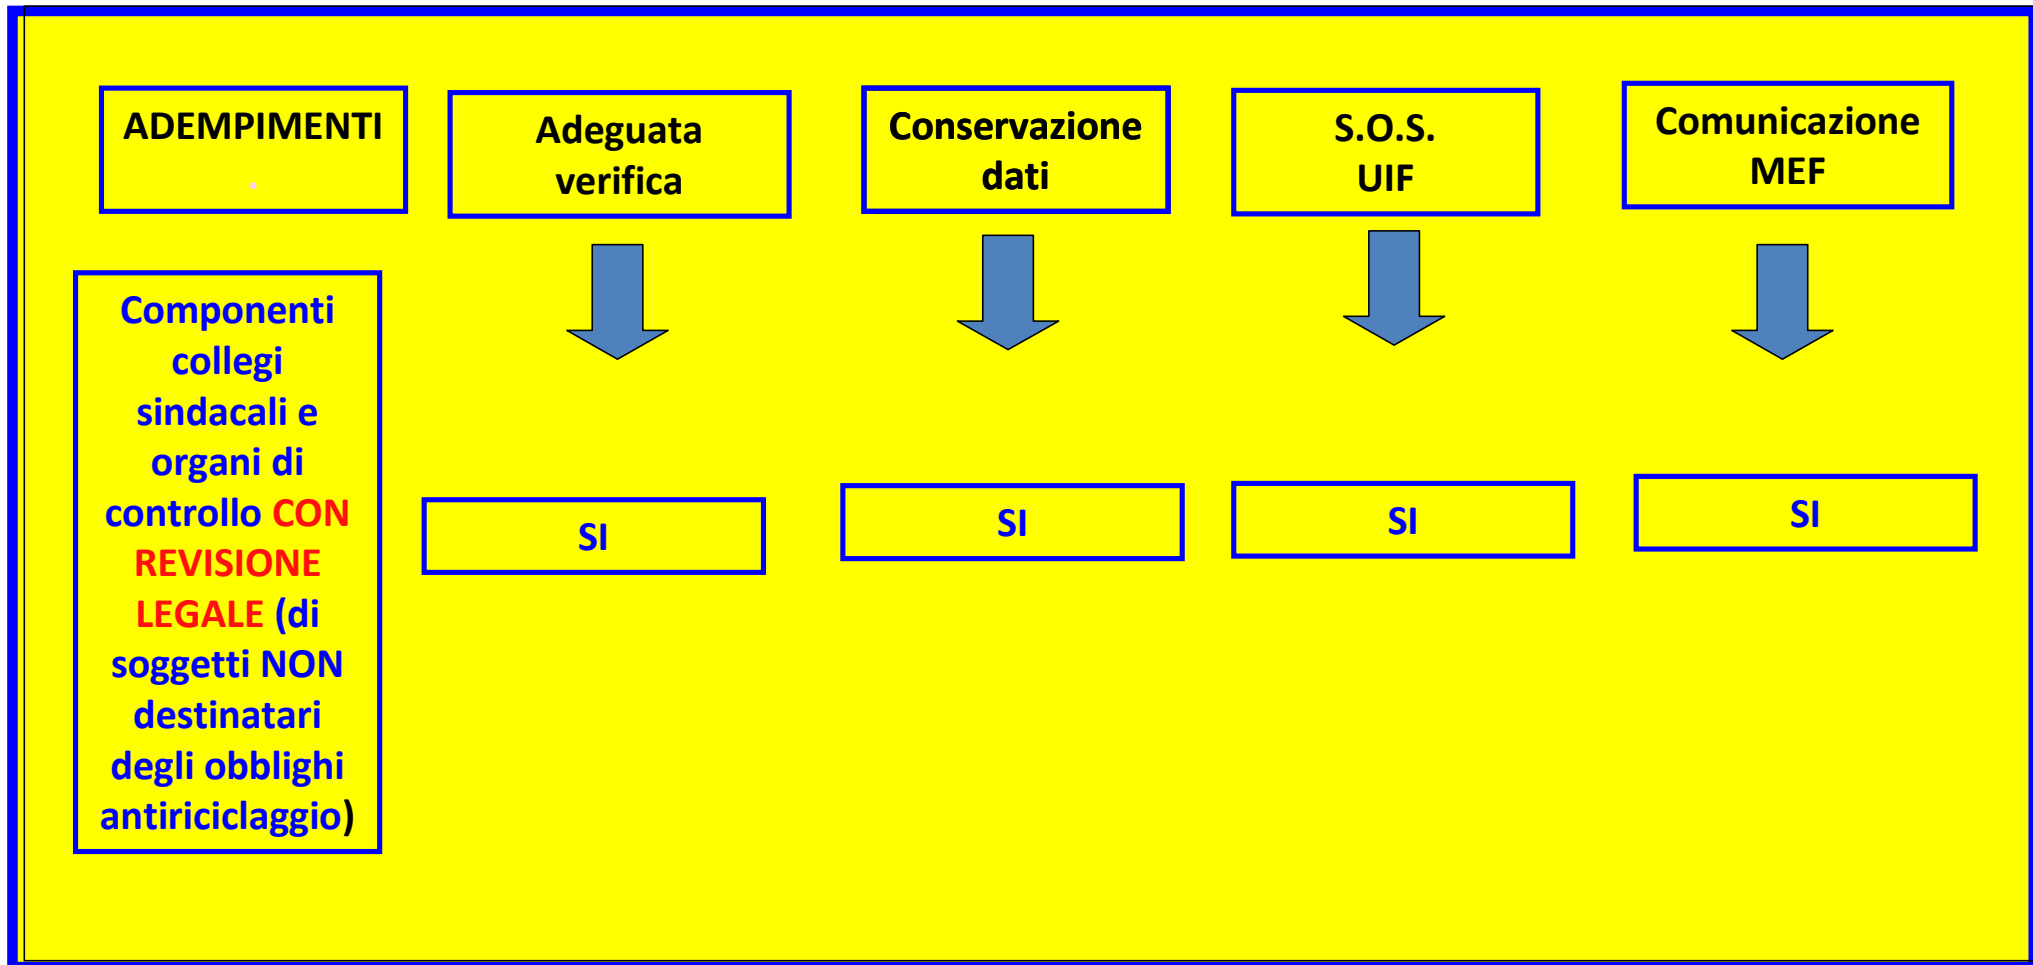 ADEMPIMENTI
.
Adeguata
verifica
Conservazione
dati
S.O.S.
UIF
Comunicazione
MEF
Componenti
collegi
sindacali e
organi di
controllo CON
REVISIONE
LEGALE (di
soggetti NON
destinatari
degli obblighi
antiriciclaggio)
SI
SI
SI
SI